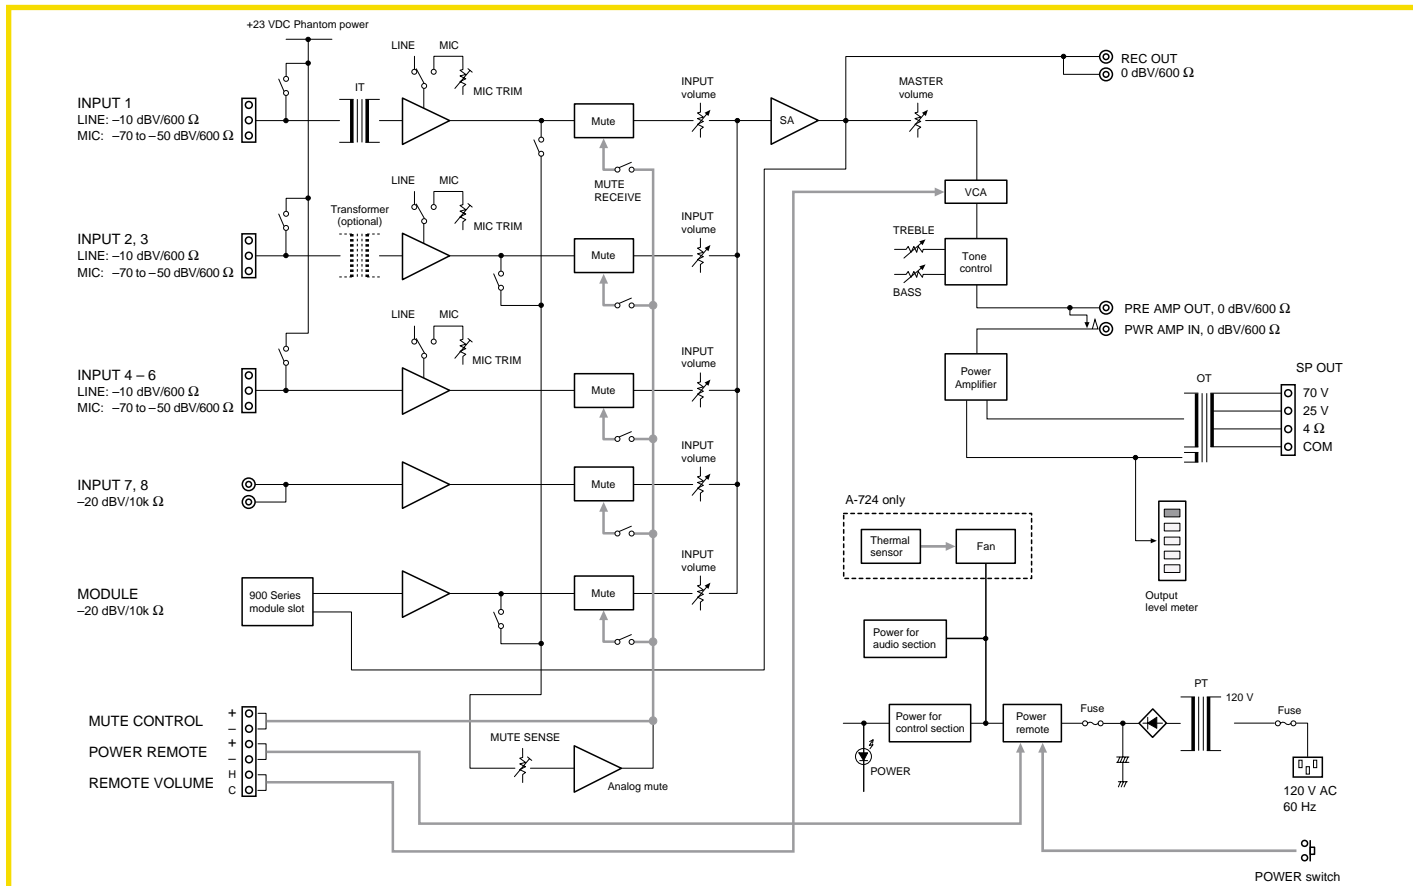 +23 VDC Phantom power
LINE
MIC
MIC TRIM
IT
INPUT 1
LINE: –10 dBV/600 Ω
MIC: –70 to –50 dBV/600 Ω
Mute
MUTE
RECEIVE
INPUT
volume
SA
MASTER
volume
REC OUT
0 dBV/600 Ω
VCA
LINE
MIC
MIC TRIM
Transformer
(optional)
INPUT 2, 3
LINE: –10 dBV/600 Ω
MIC: –70 to –50 dBV/600 Ω
Mute
INPUT
volume
TREBLE
BASS
Tone
control
PRE AMP OUT, 0 dBV/600 Ω
PWR AMP IN, 0 dBV/600 Ω
LINE
MIC
MIC TRIM
INPUT 4 – 6
LINE: –10 dBV/600 Ω
MIC: –70 to –50 dBV/600 Ω
Mute
INPUT
volume
Power
Amplifier
OT
SP OUT
70 V
25 V
4 Ω
COM
INPUT 7, 8
–20 dBV/10k Ω
Mute
INPUT
volume
A-724 only
Thermal
sensor
Fan
Output
level meter
MODULE
–20 dBV/10k Ω
900 Series
module slot
Mute
INPUT
volume
Power for
audio section
MUTE CONTROL
+
–
POWER REMOTE
+
–
REMOTE VOLUME
H
C
MUTE SENSE
Analog mute
Power for
control section
POWER
Power
remote
Fuse
PT
120 V
Fuse
120 V AC
60 Hz
POWER switch